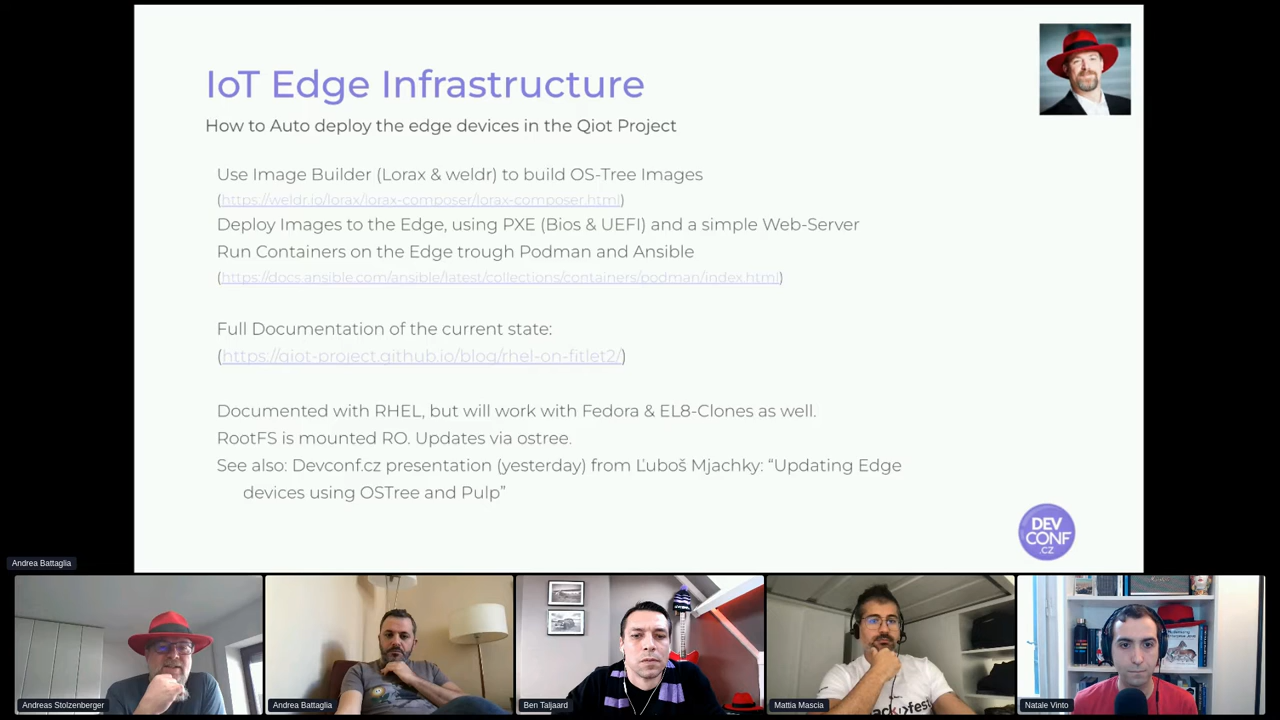 IoT Edge Infrastructure
How to Auto deploy the edge devices in the Qiot Project
Use Image Builder (Lorax & weldr) to build OS-Tree Images
(https://weldr.io/lorax/lorax-composer/lorax-composer.html)
Deploy Images to the Edge, using PXE (Bios & UEFI) and a simple Web-Server
Run Containers on the Edge trough Podman and Ansible
(https://docs.ansible.com/ansible/latest/collections/containers/podman/index.html)
Full Documentation of the current state:
(https://qiot-project.github.io/blog/rhel-on-fitlet2/)
Documented with RHEL, but will work with Fedora & EL8-Clones as well.
RootFS is mounted RO. Updates via ostree.
See also: Devconf.cz presentation (yesterday) from Ľuboš Mjachky: “Updating Edge
devices using OSTree and Pulp”
DEV
CONF
.CZ
Andrea Battaglia
Andreas Stolzenberger
Andrea Battaglia
Ben Taljaard
Mattia Mascia
Natale Vinto